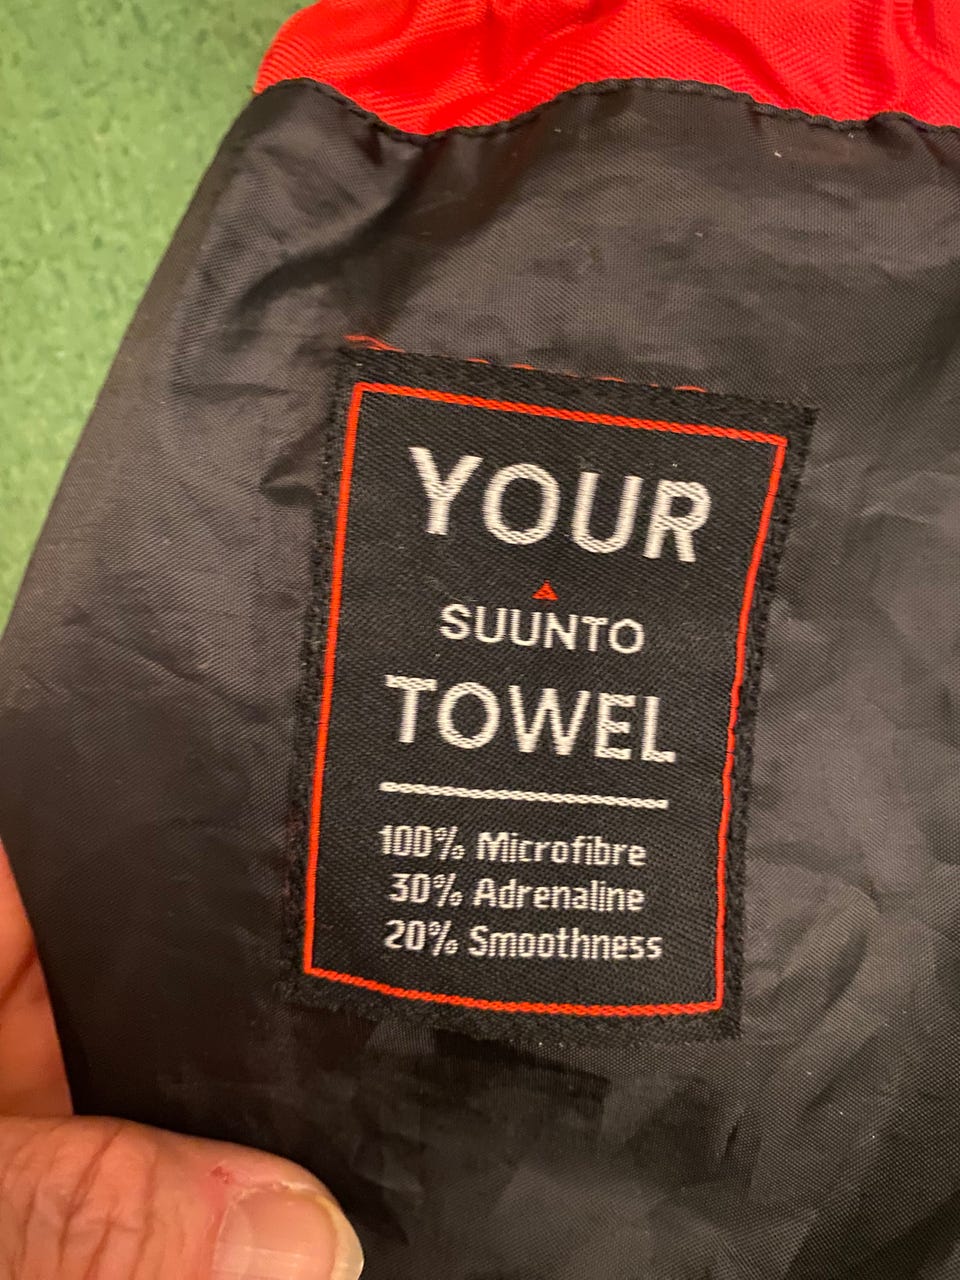 YOUR
SUUNTO
TOWEL
100% Microfibre
30% Adrenaline
20% Smoothness